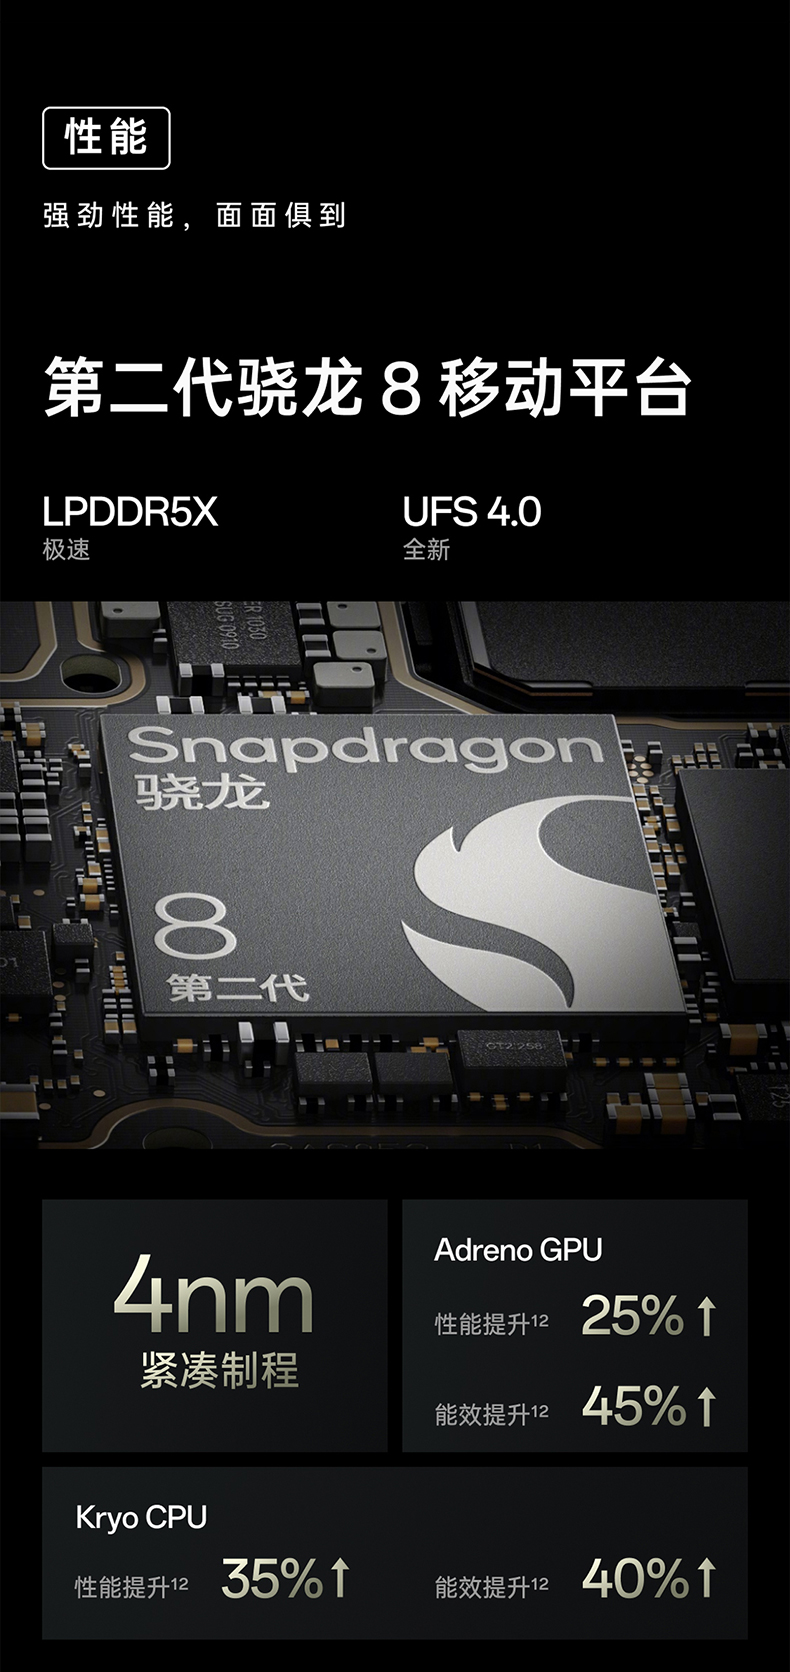 性能
强劲性能，面面俱到
第二代骁龙 8 移动平台
LPDDR5X
极速
UFS 4.0
全新
Snapdragon
骁龙
8
第二代
4nm
紧凑制程
Adreno GPU
性能提升12 25%↑
能效提升12 45%↑
Kryo CPU
性能提升12 35%↑
能效提升12 40%↑